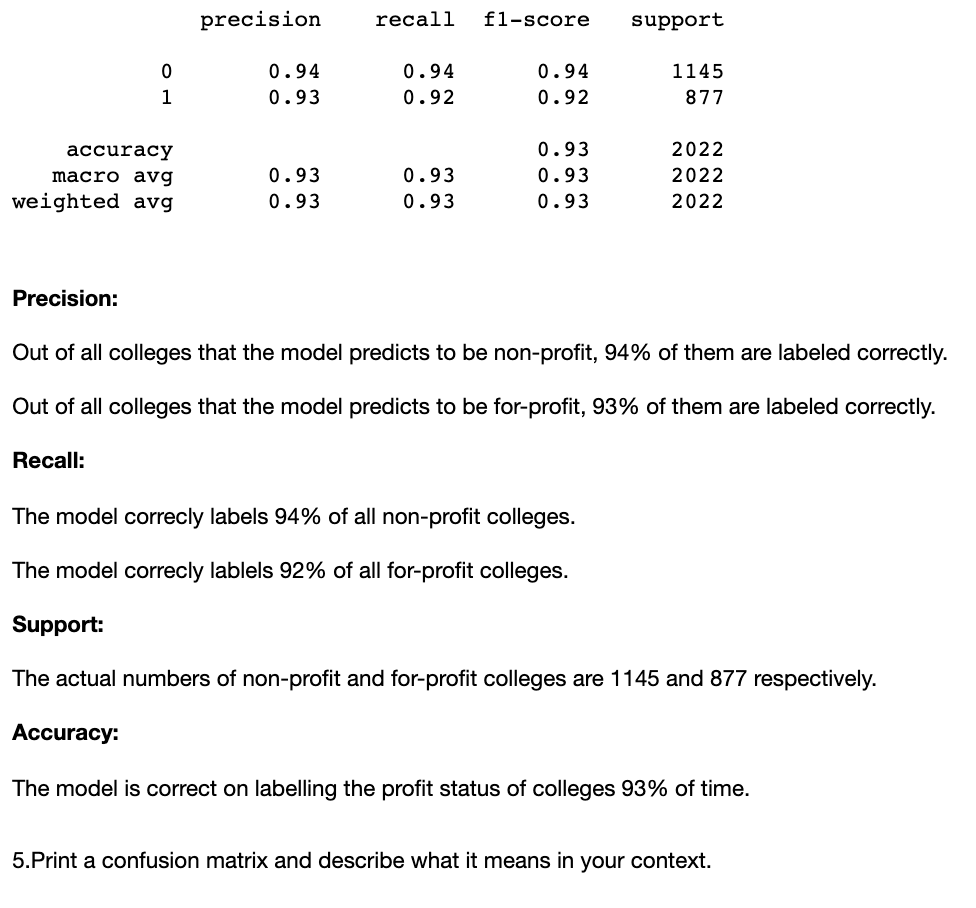 precision recall f1-score support
0 0.94 0.94 0.94 1145
1 0.93 0.92 0.92 877
accuracy 0.93 2022
macro avg 0.93 0.93 0.93 2022
weighted avg 0.93 0.93 0.93 2022
Precision:
Out of all colleges that the model predicts to be non-profit, 94% of them are labeled correctly.
Out of all colleges that the model predicts to be for-profit, 93% of them are labeled correctly.
Recall:
The model correcly labels 94% of all non-profit colleges.
The model correcly lablels 92% of all for-profit colleges.
Support:
The actual numbers of non-profit and for-profit colleges are 1145 and 877 respectively.
Accuracy:
The model is correct on labelling the profit status of colleges 93% of time.
5.Print a confusion matrix and describe what it means in your context.